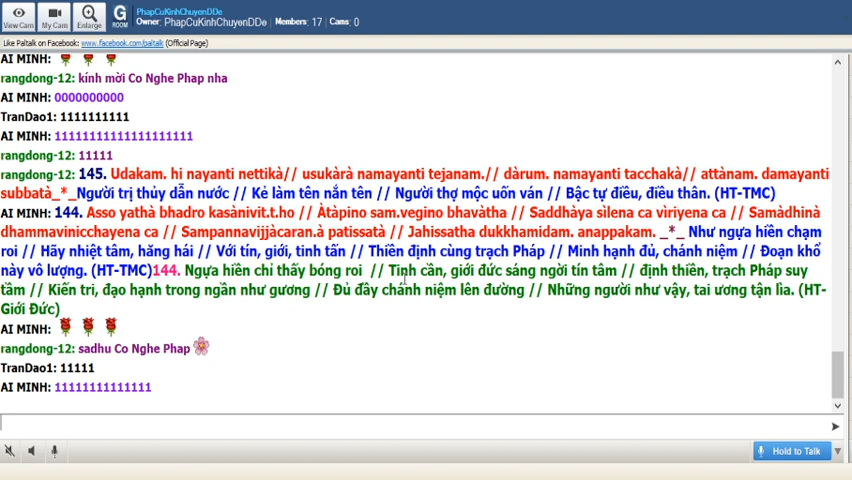 PhapCuKinhChuyenDDe
Owner: PhapCuKinhChuyenDDe Members: 17 Cams: 0
View Cam My Cam Enlarge G ROOM
Like Paltalk on Facebook: www.facebook.com/paltalk (Official Page)
AI MINH:
rangdong-12: kính mời Co Nghe Phap nha
AI MINH: 0000000000
TranDao1: 1111111111
AI MINH: 11111111111111111111
rangdong-12: 11111
rangdong-12: 145. Udakam. hi nayanti nettikà// usukàrà namayanti tejanam.// dàrum. namayanti tacchakà// attànam. damayanti
subbatà_*_Người trị thủy dẫn nước // Kẻ làm tên nắn tên // Người thợ mộc uốn ván // Bậc tự điều, điều thân. (HT-TMC)
AI MINH: 144. Asso yathà bhadro kasànivit.t.ho // Àtàpino sam.vegino bhavàtha // Saddhàya sìlena ca vìriyena ca // Samàdhinà
dhammavinicchayena ca // Sampannavijjàcaran.à patissatà // Jahissatha dukkhamidam. anappakam. _*_ Như ngựa hiền chạm
roi // Hãy nhiệt tâm, hăng hái // Với tín, giới, tinh tấn // Thiền định cùng trạch Pháp // Minh hạnh đủ, chánh niệm // Đoạn khổ
này vô lượng. (HT-TMC)144. Ngựa hiền chỉ thấy bóng roi // Tinh cần, giới đức sáng ngời tín tâm // định thiền, trạch Pháp suy
tầm // Kiến tri, đạo hạnh trong ngần như gương // Đủ đầy chánh niệm lên đường // Những người như vậy, tai ương tận lìa. (HT-
Giới Đức)
AI MINH:
rangdong-12: sadhu Co Nghe Phap
TranDao1: 11111
AI MINH: 11111111111111
Hold to Talk